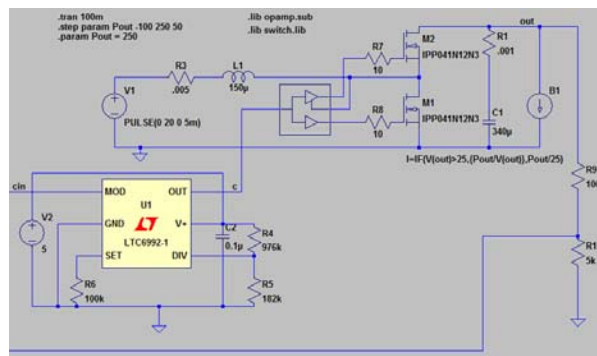 .tran 100m
.step param Pout -100 250 50
.param Pout = 250
.lib opamp.sub
.lib switch.lib
out
M2
IPP041N12N3
R1
.001
R7
10
R3
.005
L1
150µ
V1
PULSE(0 20 0 5m)
M1
IPP041N12N3
R8
10
B1
C1
340µ
I=IF(V(out)>25,{Pout/V(out)},Pout/25)
cin
MOD
OUT
c
U1
GND
V+
LTC6992-1
SET
DIV
V2
5
C2
0.1µ
R4
976k
R5
182k
R6
100k
R9
5k